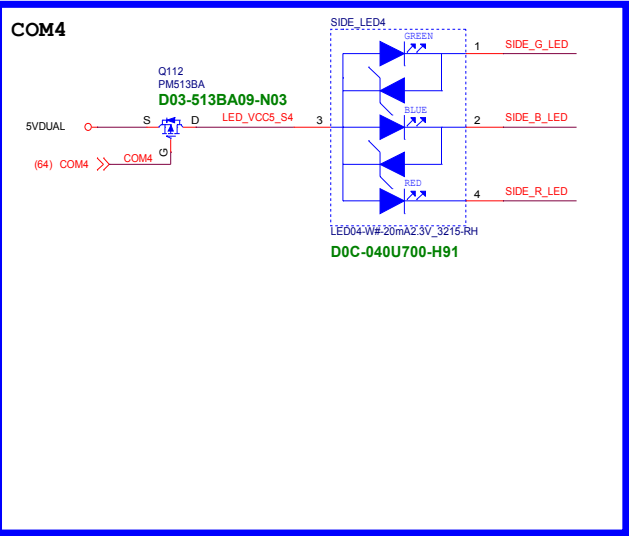 COM4
SIDE_LED4
GREEN
1
SIDE_G_LED
Q112
PM513BA
D03-513BA09-N03
5VDUAL
S
D
LED_VCC5_S4
3
BLUE
2
SIDE_B_LED
G
(64) COM4
COM4
RED
4
SIDE_R_LED
LED04-W#-20mA2.3V_3215-RH
D0C-040U700-H91